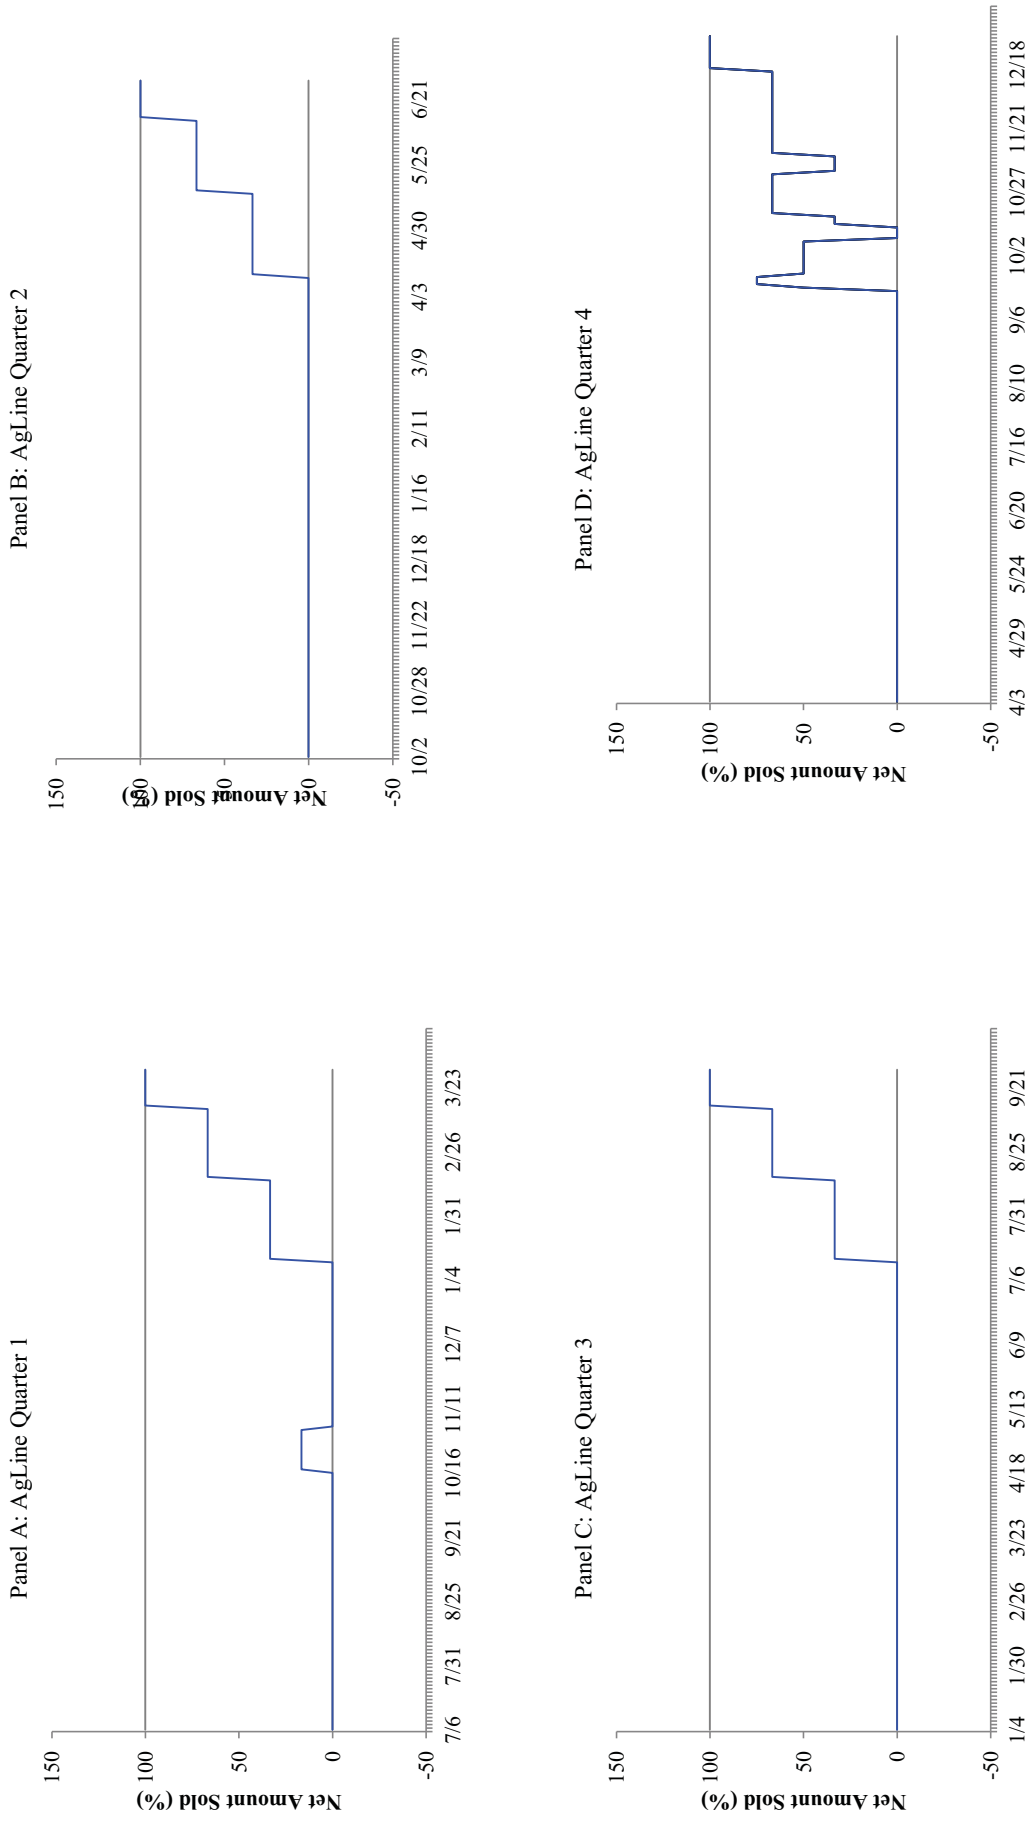 Panel A: AgLine Quarter 1
150
100
50
0
-50
Net Amount Sold (%)
7/6 7/31 8/25 9/21 10/16 11/11 12/7 1/4 1/31 2/26 3/23
Panel B: AgLine Quarter 2
150
100
-50
Net Amount Sold (%)
10/2 10/28 11/22 12/18 1/16 2/11 3/9 4/3 4/30 5/25 6/21
Panel C: AgLine Quarter 3
150
100
50
0
-50
Net Amount Sold (%)
1/4 1/30 2/26 3/23 4/18 5/13 6/9 7/6 7/31 8/25 9/21
Panel D: AgLine Quarter 4
150
100
50
0
-50
Net Amount Sold (%)
4/3 4/29 5/24 6/20 7/16 8/10 9/6 10/2 10/27 11/21 12/18